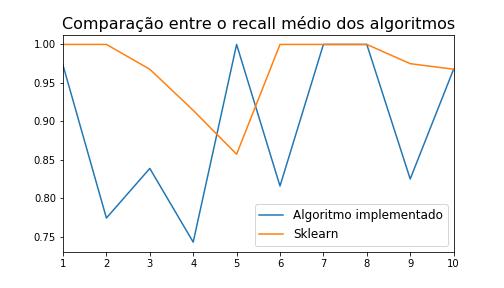 Comparação entre o recall médio dos algoritmos
1.00
0.95
0.90
0.85
0.80
0.75
Algoritmo implementado
Sklearn
1 2 3 4 5 6 7 8 9 10